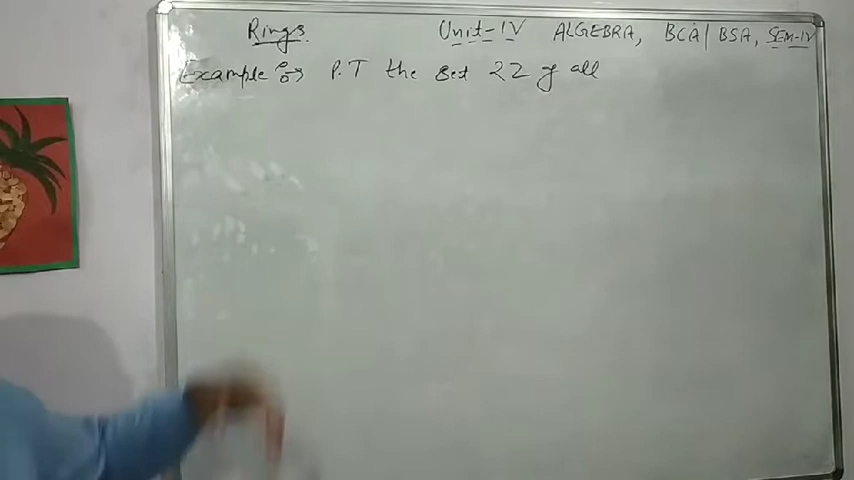 Rings. Unit-IV ALGEBRA, BCA| BSA, SEM-IV
Example :→ P.T the set 2Z of all